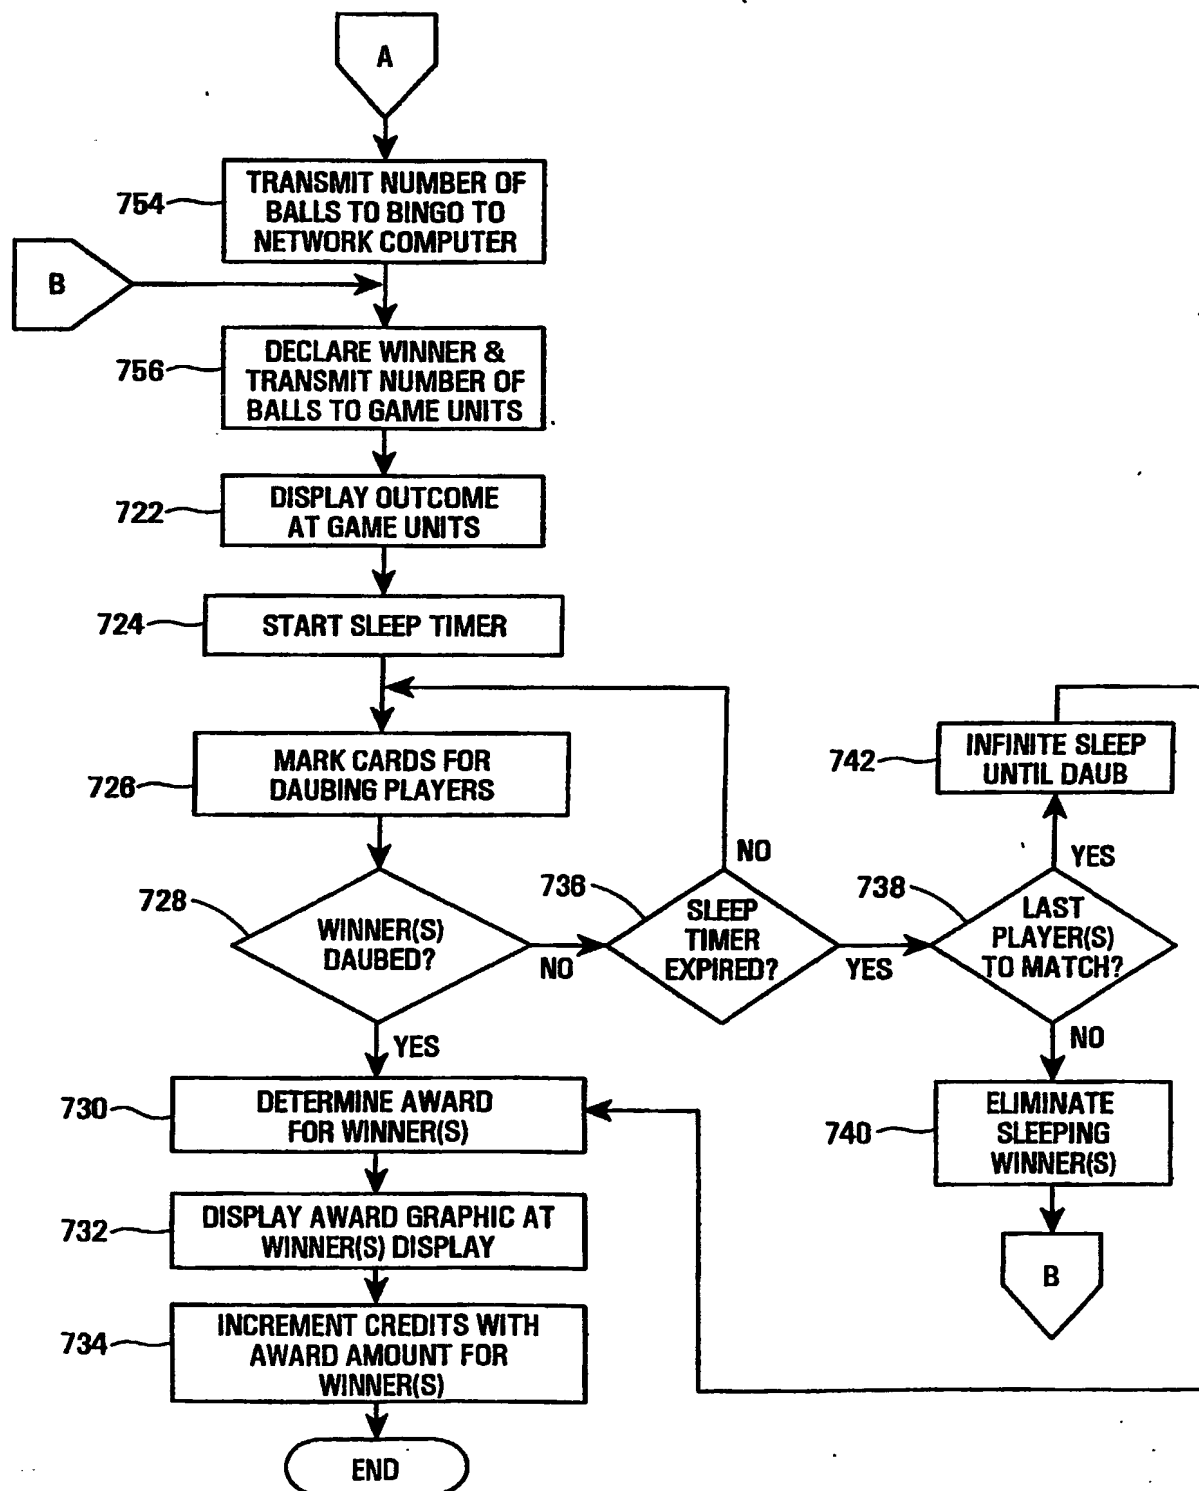 A
754
TRANSMIT NUMBER OF
BALLS TO BINGO TO
NETWORK COMPUTER
B
756
DECLARE WINNER &
TRANSMIT NUMBER OF
BALLS TO GAME UNITS
722
DISPLAY OUTCOME
AT GAME UNITS
724
START SLEEP TIMER
726
MARK CARDS FOR
DAUBING PLAYERS
742
INFINITE SLEEP
UNTIL DAUB
NO
YES
728
WINNER(S)
DAUBED?
NO
736
SLEEP
TIMER
EXPIRED?
YES
738
LAST
PLAYER(S)
TO MATCH?
YES
NO
730
DETERMINE AWARD
FOR WINNER(S)
740
ELIMINATE
SLEEPING
WINNER(S)
732
DISPLAY AWARD GRAPHIC AT
WINNER(S) DISPLAY
B
734
INCREMENT CREDITS WITH
AWARD AMOUNT FOR
WINNER(S)
END